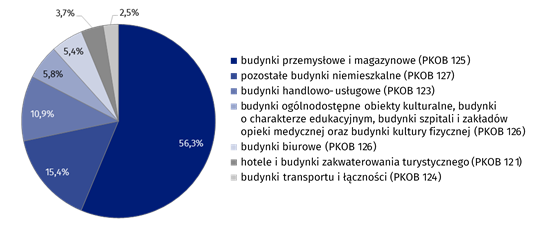 2,5%
3,7%
5,4%
5,8%
10,9%
15,4%
56,3%
budynki przemysłowe i magazynowe (PKOB 125)
pozostałe budynki niemieszkalne (PKOB 127)
budynki handlowo-usługowe (PKOB 123)
budynki ogólnodostępne obiekty kulturalne, budynki
o charakterze edukacyjnym, budynki szpitali i zakładów
opieki medycznej oraz budynki kultury fizycznej (PKOB 126)
budynki biurowe (PKOB 126)
hotele i budynki zakwaterowania turystycznego (PKOB 121)
budynki transportu i łączności (PKOB 124)